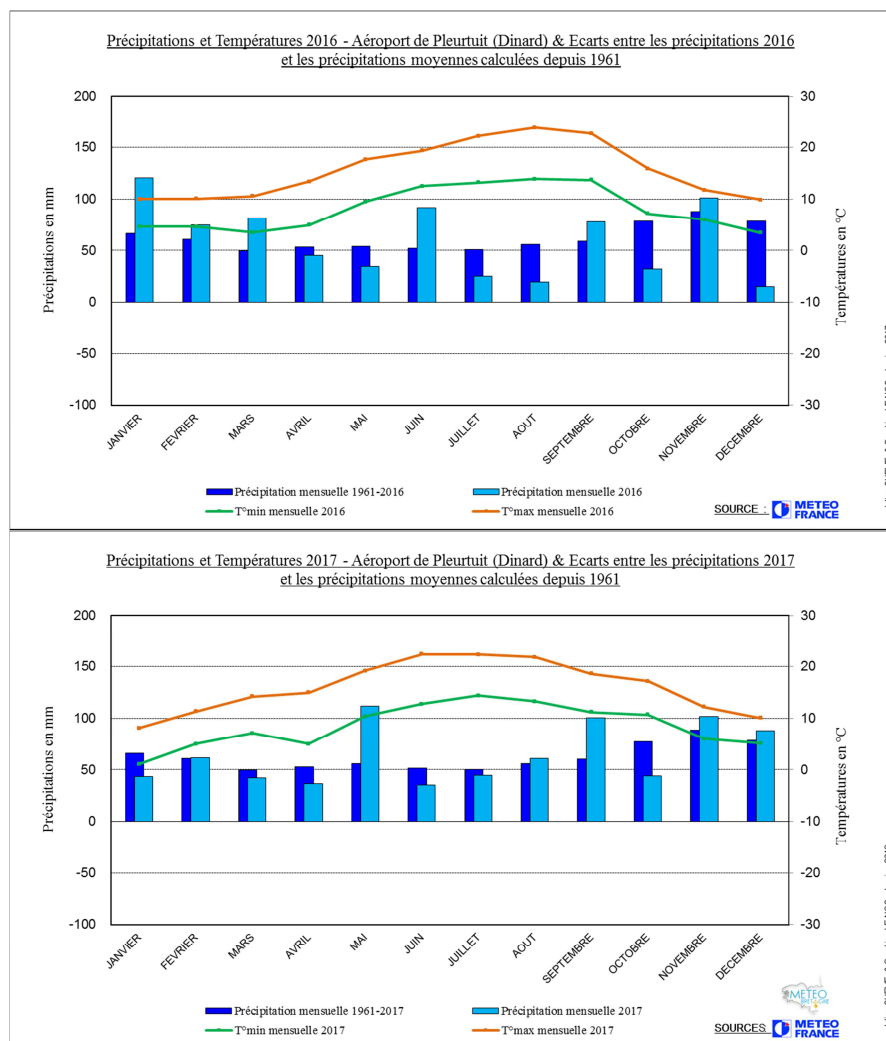 Précipitations et Températures 2016 - Aéroport de Pleurtuit (Dinard) & Ecarts entre les précipitations 2016
et les précipitations moyennes calculées depuis 1961
200
150
100
50
0
-50
-100
Précipitations en mm
30
20
10
0
-10
-20
-30
Températures en °C
JANVIER
FEVRIER
MARS
AVRIL
MAI
JUIN
JUILLET
AOUT
SEPTEMBRE
OCTOBRE
NOVEMBRE
DECEMBRE
Précipitation mensuelle 1961-2016
Précipitation mensuelle 2016
T°min mensuelle 2016
T°max mensuelle 2016
SOURCE :
METEO
FRANCE
Précipitations et Températures 2017 - Aéroport de Pleurtuit (Dinard) & Ecarts entre les précipitations 2017
et les précipitations moyennes calculées depuis 1961
200
150
100
50
0
-50
-100
Précipitations en mm
30
20
10
0
-10
-20
-30
Températures en °C
JANVIER
FEVRIER
MARS
AVRIL
MAI
JUIN
JUILLET
AOUT
SEPTEMBRE
OCTOBRE
NOVEMBRE
DECEMBRE
Précipitation mensuelle 1961-2017
Précipitation mensuelle 2017
T°min mensuelle 2017
T°max mensuelle 2017
METEO
BRETAGNE
SOURCES
METEO
FRANCE